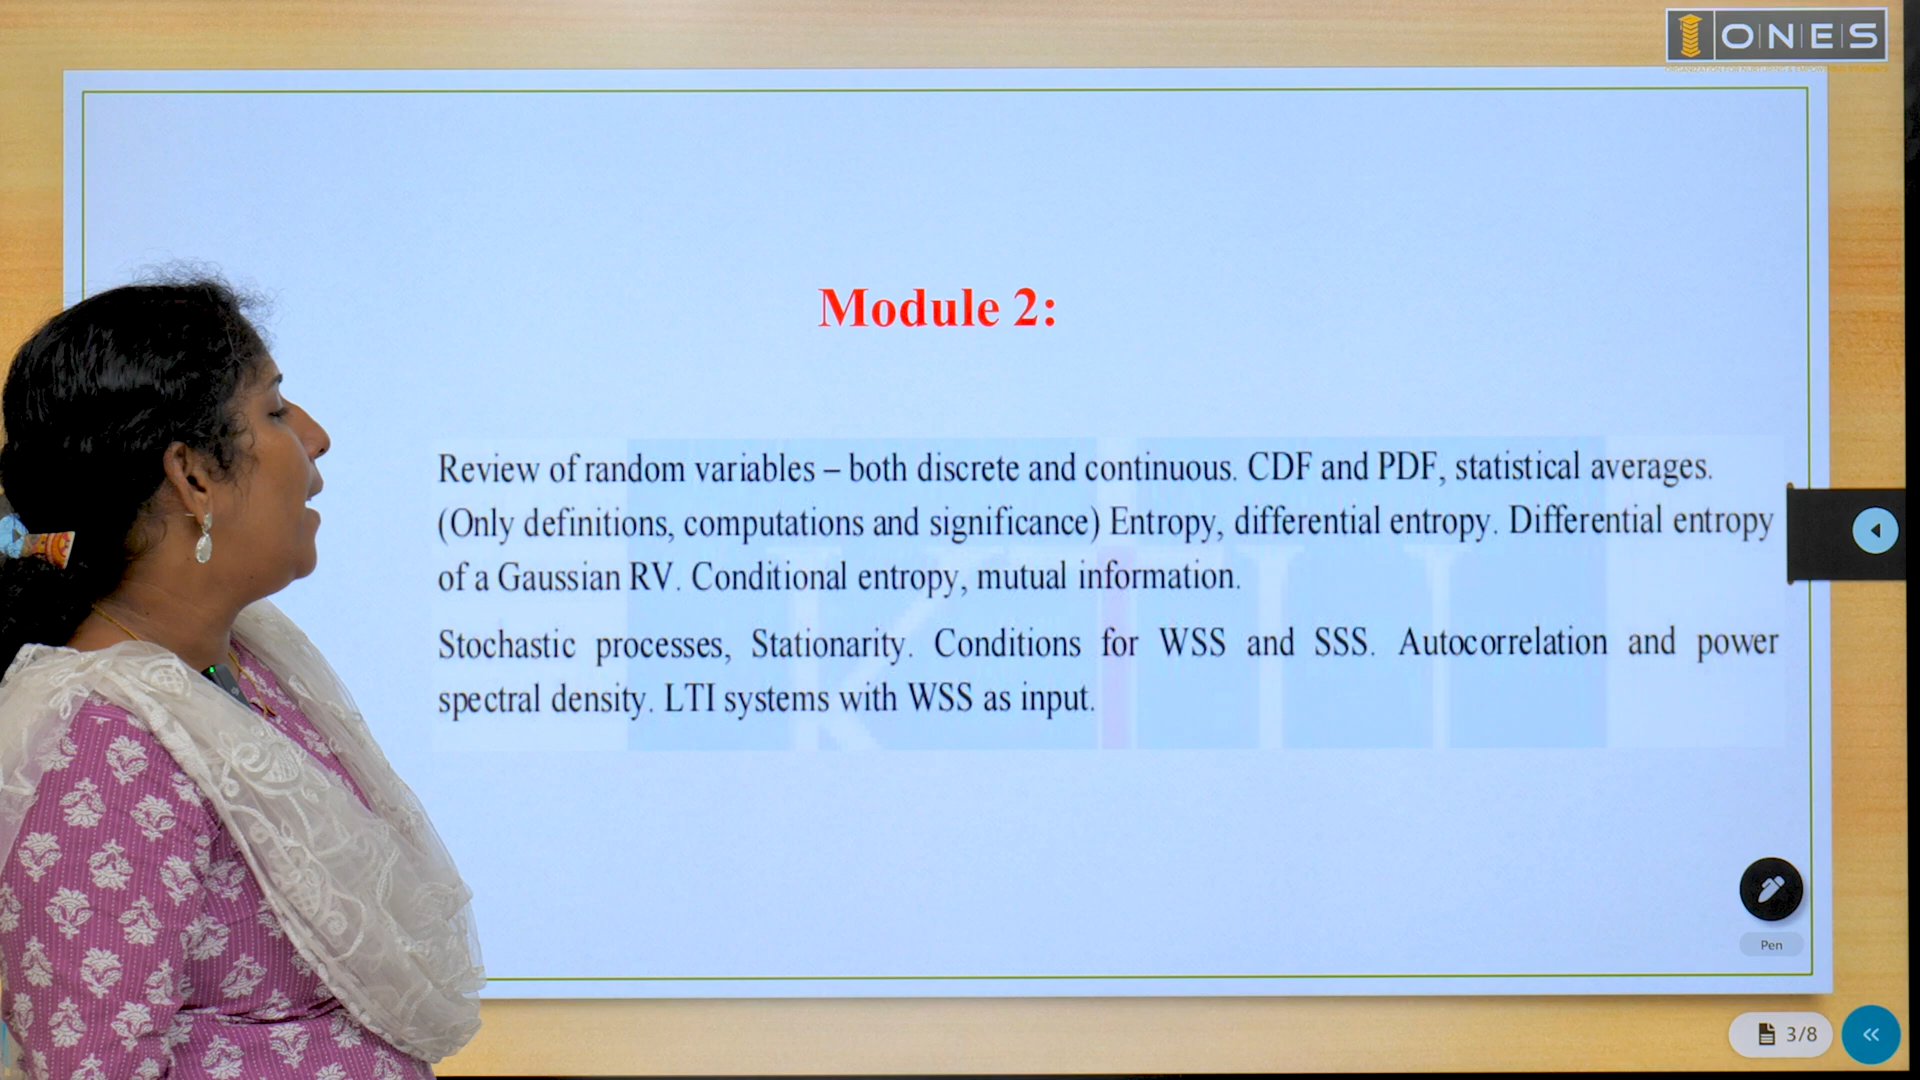 ONES
Module 2:
Review of random variables – both discrete and continuous. CDF and PDF, statistical averages.
(Only definitions, computations and significance) Entropy, differential entropy. Differential entropy
of a Gaussian RV. Conditional entropy, mutual information.
Stochastic processes, Stationarity. Conditions for WSS and SSS. Autocorrelation and power
spectral density. LTI systems with WSS as input.
Pen
3/8